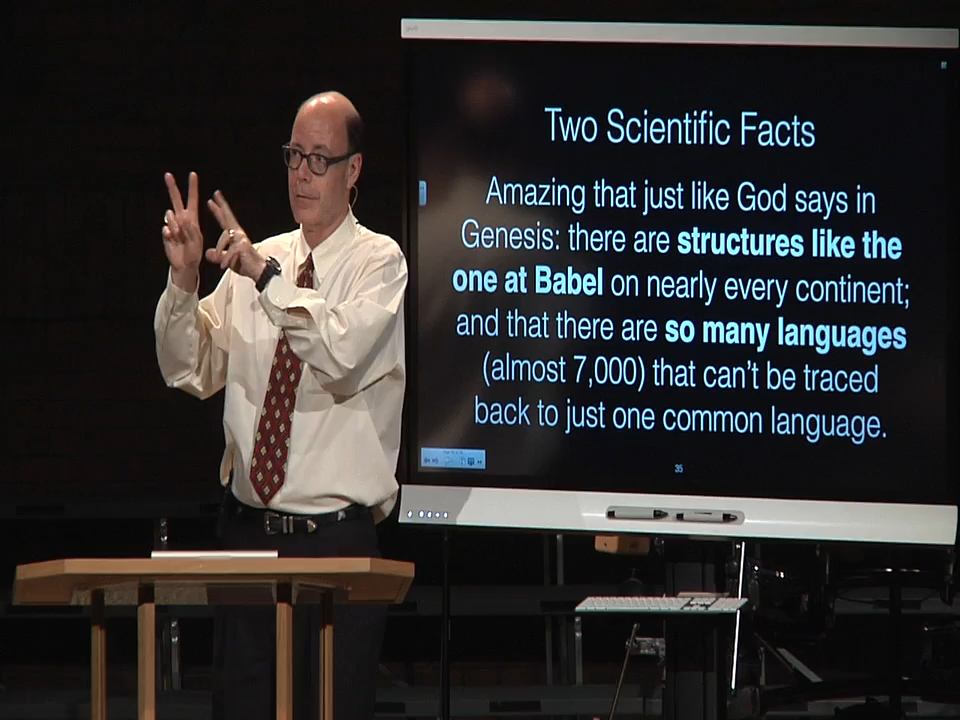 Two Scientific Facts
Amazing that just like God says in
Genesis: there are structures like the
one at Babel on nearly every continent;
and that there are so many languages
(almost 7,000) that can't be traced
back to just one common language.
35